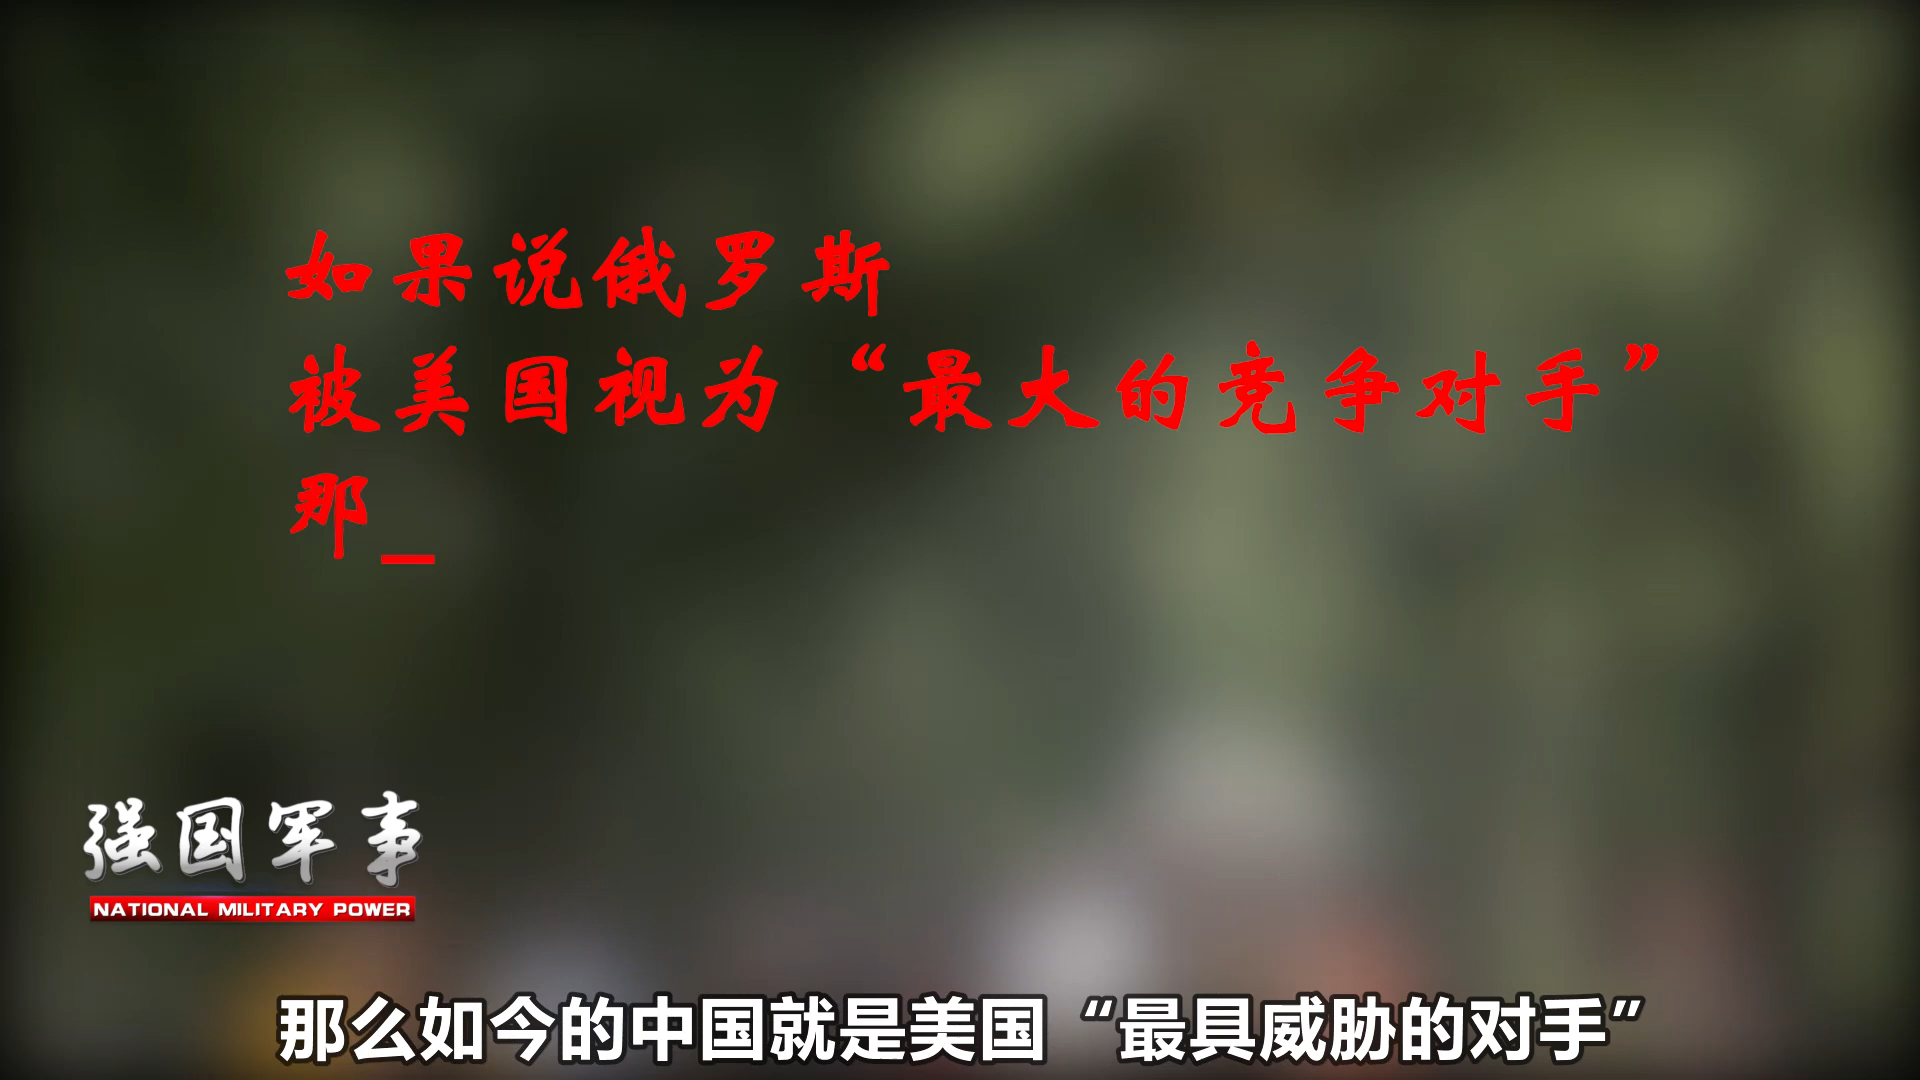 如果说俄罗斯
被美国视为“最大的竞争对手”
那_
强国军事
NATIONAL MILITARY POWER
那么如今的中国就是美国“最具威胁的对手”